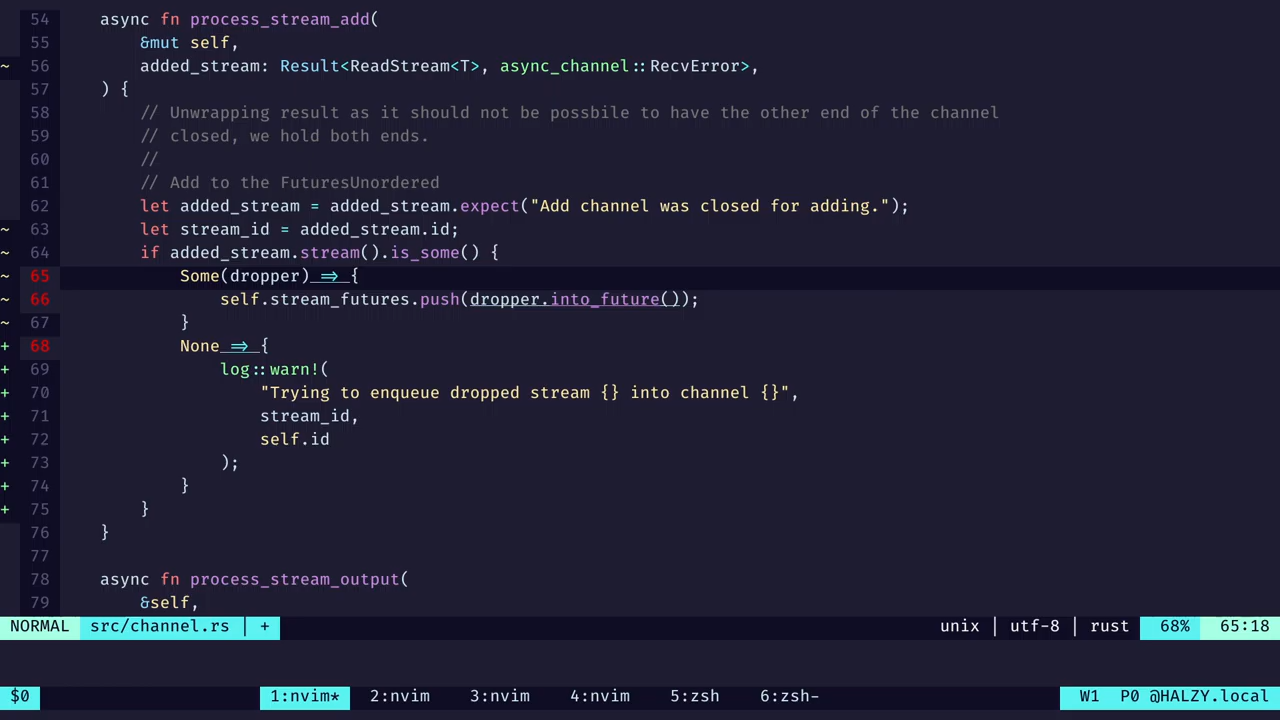 54 async fn process_stream_add(
55 &mut self,
~ 56 added_stream: Result<ReadStream<T>, async_channel::RecvError>,
57 ) {
58 // Unwrapping result as it should not be possbile to have the other end of the channel
59 // closed, we hold both ends.
60 //
61 // Add to the FuturesUnordered
62 let added_stream = added_stream.expect("Add channel was closed for adding.");
~ 63 let stream_id = added_stream.id;
~ 64 if added_stream.stream().is_some() {
~ 65 Some(dropper) => {
~ 66 self.stream_futures.push(dropper.into_future());
~ 67 }
+ 68 None => {
+ 69 log::warn!(
+ 70 "Trying to enqueue dropped stream {} into channel {}",
+ 71 stream_id,
+ 72 self.id
+ 73 );
+ 74 }
+ 75 }
76 }
77
78 async fn process_stream_output(
79 &self,
NORMAL src/channel.rs | + unix | utf-8 | rust 68% 65:18
$0 1:nvim* 2:nvim 3:nvim 4:nvim 5:zsh 6:zsh- W1 P0 @HALZY.local